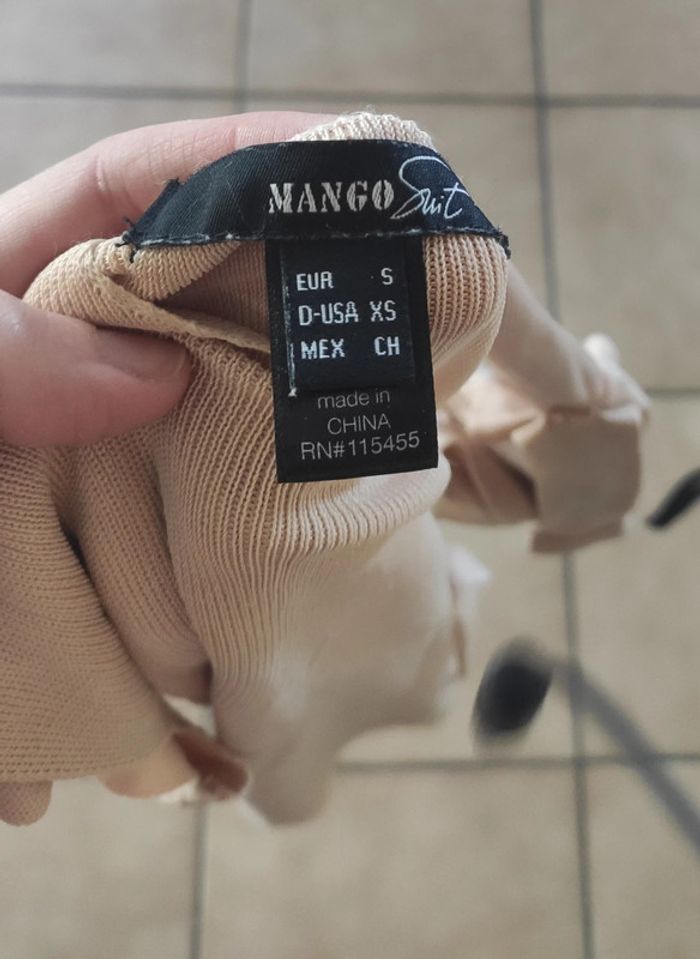 MANGO Suit
EUR S
D-USA XS
MEX CH
made in
CHINA
RN#115455